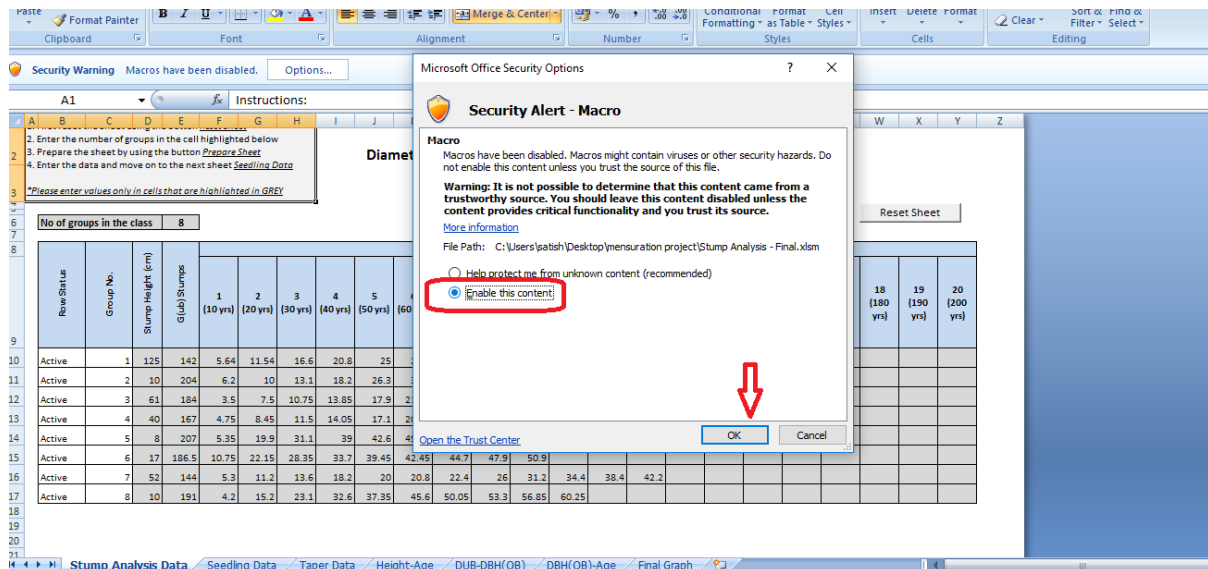 Paste
Format Painter
B I U
Merge & Center
% ,
Conditional Format Cell
Formatting as Table Styles
Insert Delete Format
Clear
Sort & Find &
Filter Select
Clipboard Font Alignment Number Styles Cells Editing
Security Warning Macros have been disabled. Options...
A1 fx Instructions:
A B C D E F G H I J W X Y Z
2. Enter the number of groups in the cell highlighted below
3. Prepare the sheet by using the button Prepare Sheet
4. Enter the data and move on to the next sheet Seedling Data
*Please enter values only in cells that are highlighted in GREY
Diamet
No of groups in the class 8
Reset Sheet
Microsoft Office Security Options ? X
Security Alert - Macro
Macro
Macros have been disabled. Macros might contain viruses or other security hazards. Do
not enable this content unless you trust the source of this file.
Warning: It is not possible to determine that this content came from a
trustworthy source. You should leave this content disabled unless the
content provides critical functionality and you trust its source.
More information
File Path: C:\Users\satish\Desktop\mensuration project\Stump Analysis - Final.xlsm
Help protect me from unknown content (recommended)
Enable this content
Open the Trust Center
OK Cancel
Row Status
Group No.
Stump Height (cm)
G(ub) Stumps
1 2 3 4 5
(10 yrs) (20 yrs) (30 yrs) (40 yrs) (50 yrs) (60
18 19 20
(180 (190 (200
yrs) yrs) yrs)
10 Active 1 125 142 5.64 11.54 16.6 20.8 25
11 Active 2 10 204 6.2 10 13.1 18.2 26.3
12 Active 3 61 184 3.5 7.5 10.75 13.85 17.9
13 Active 4 40 167 4.75 8.45 11.5 14.05 17.1
14 Active 5 8 207 5.35 19.9 31.1 39 42.6
15 Active 6 17 186.5 10.75 22.15 28.35 33.7 39.45 42.45 44.7 47.9 50.9
16 Active 7 52 144 5.3 11.2 13.6 18.2 20 20.8 22.4 26 31.2 34.4 38.4 42.2
17 Active 8 10 191 4.2 15.2 23.1 32.6 37.35 45.6 50.05 53.3 56.85 60.25
18
19
20
21
Stump Analysis Data Seedling Data Taper Data Height-Age DUB-DBH(OB) DBH(OB)-Age Final Graph